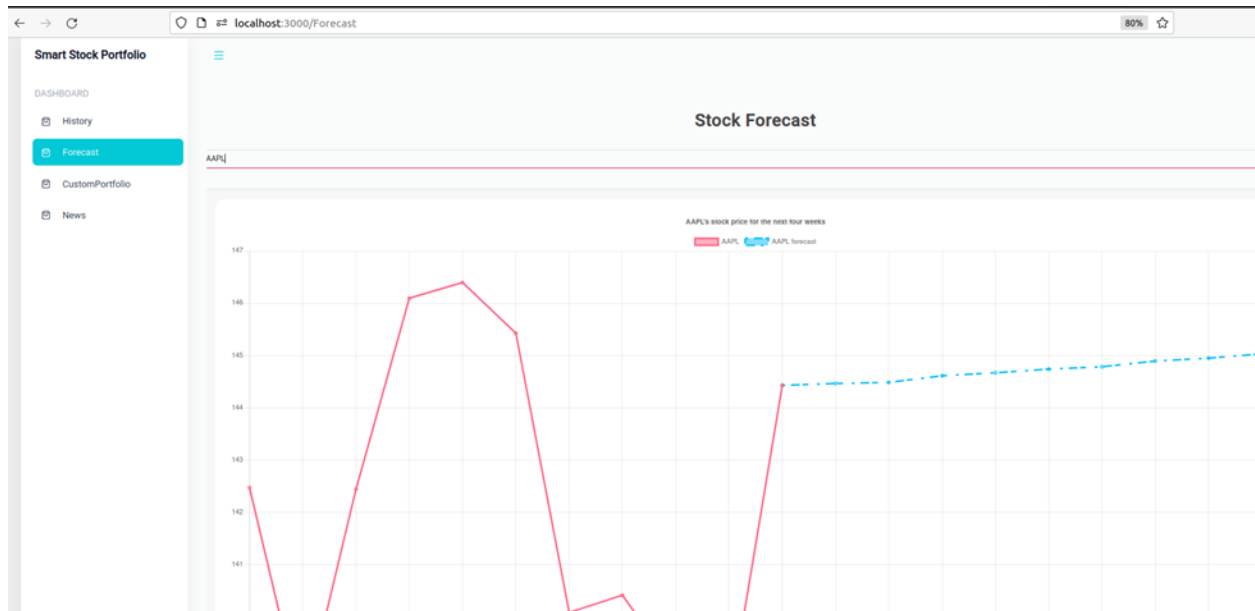 localhost:3000/Forecast
80%
Smart Stock Portfolio
DASHBOARD
History
Forecast
CustomPortfolio
News
Stock Forecast
AAPL
AAPL's stock price for the next four weeks
AAPL AAPL forecast
147
146
145
144
143
142
141